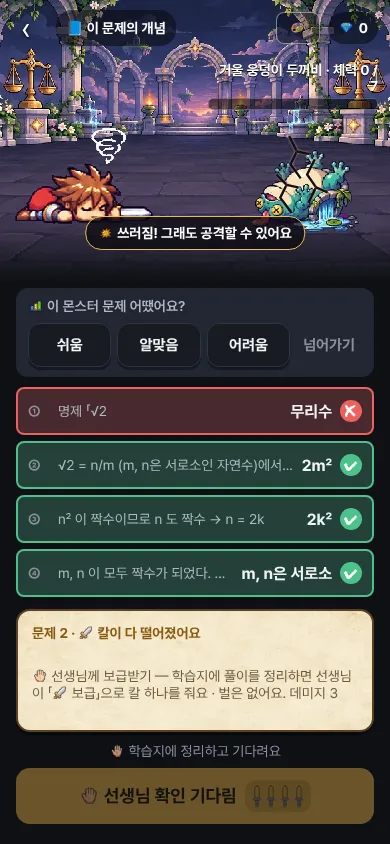 이 문제의 개념
0
거울 웅덩이 두꺼비 · 체력 0 /
쓰러짐! 그래도 공격할 수 있어요
이 몬스터 문제 어땠어요?
쉬움
알맞음
어려움
넘어가기
① 명제 「√2 무리수
② √2 = n/m (m, n은 서로소인 자연수)에서... 2m²
③ n² 이 짝수이므로 n 도 짝수 → n = 2k 2k²
④ m, n 이 모두 짝수가 되었다. ... m, n은 서로소
문제 2 · 🗡 칼이 다 떨어졌어요
✋ 선생님께 보급받기 — 학습지에 풀이를 정리하면 선생님
이 「🗡 보급」으로 칼 하나를 줘요 · 벌은 없어요. 데미지 3
✋ 학습지에 정리하고 기다려요
✋ 선생님 확인 기다림